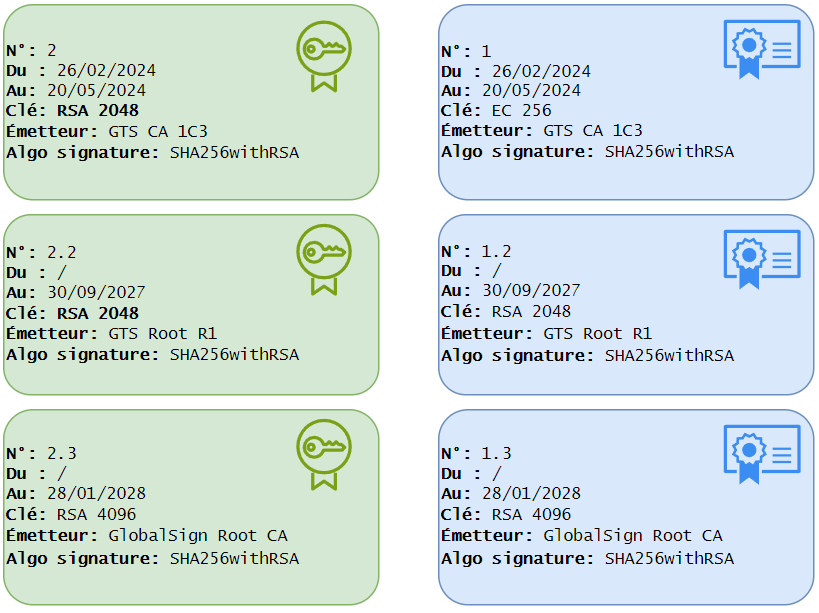 N°: 2
Du : 26/02/2024
Au: 20/05/2024
Clé: RSA 2048
Émetteur: GTS CA 1C3
Algo signature: SHA256withRSA
N°: 1
Du : 26/02/2024
Au: 20/05/2024
Clé: EC 256
Émetteur: GTS CA 1C3
Algo signature: SHA256withRSA
N°: 2.2
Du : /
Au: 30/09/2027
Clé: RSA 2048
Émetteur: GTS Root R1
Algo signature: SHA256withRSA
N°: 1.2
Du : /
Au: 30/09/2027
Clé: RSA 2048
Émetteur: GTS Root R1
Algo signature: SHA256withRSA
N°: 2.3
Du : /
Au: 28/01/2028
Clé: RSA 4096
Émetteur: GlobalSign Root CA
Algo signature: SHA256withRSA
N°: 1.3
Du : /
Au: 28/01/2028
Clé: RSA 4096
Émetteur: GlobalSign Root CA
Algo signature: SHA256withRSA